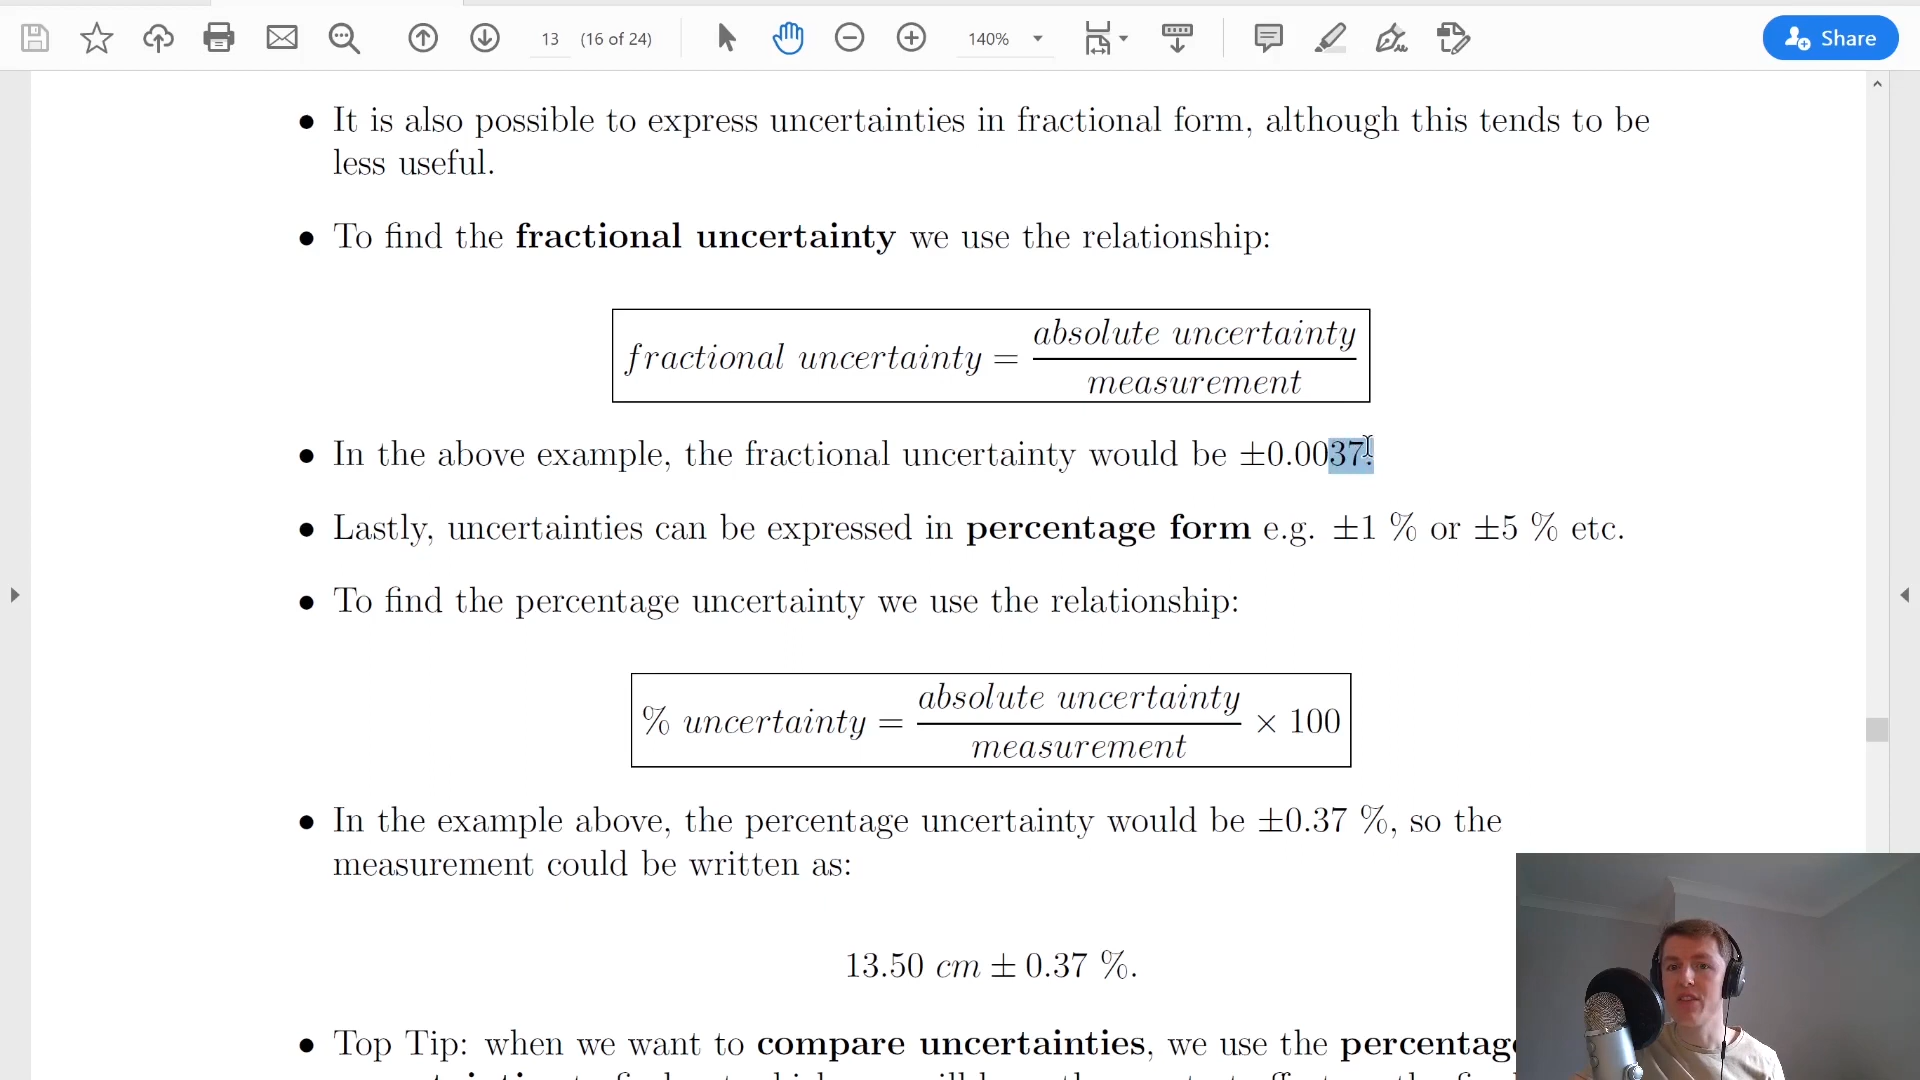 13 (16 of 24) 140% Share
• It is also possible to express uncertainties in fractional form, although this tends to be
less useful.
• To find the fractional uncertainty we use the relationship:
fractional uncertainty = absolute uncertainty / measurement
• In the above example, the fractional uncertainty would be ±0.0037.
• Lastly, uncertainties can be expressed in percentage form e.g. ±1 % or ±5 % etc.
• To find the percentage uncertainty we use the relationship:
% uncertainty = absolute uncertainty / measurement × 100
• In the example above, the percentage uncertainty would be ±0.37 %, so the
measurement could be written as:
13.50 cm ± 0.37 %.
• Top Tip: when we want to compare uncertainties, we use the percentage